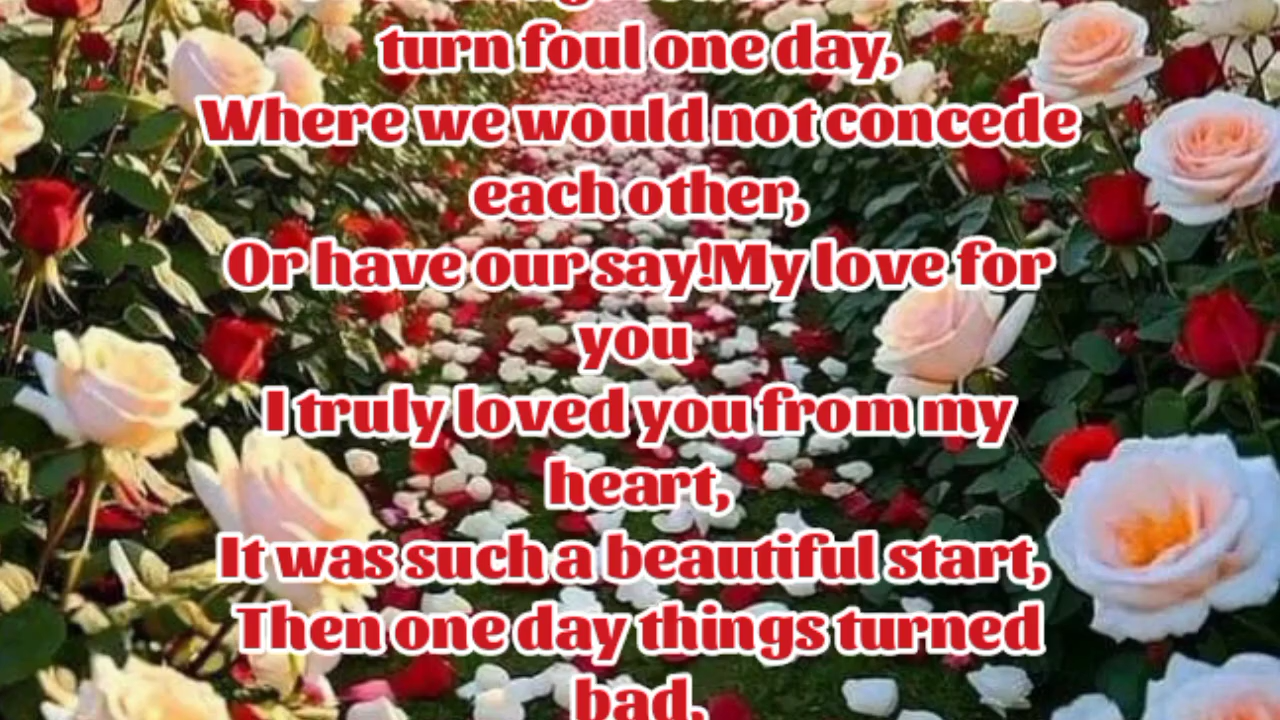 turn foul one day,
Where we would not concede
each other,
Or have our say!My love for
you
I truly loved you from my
heart,
It was such a beautiful start,
Then one day things turned
bad,